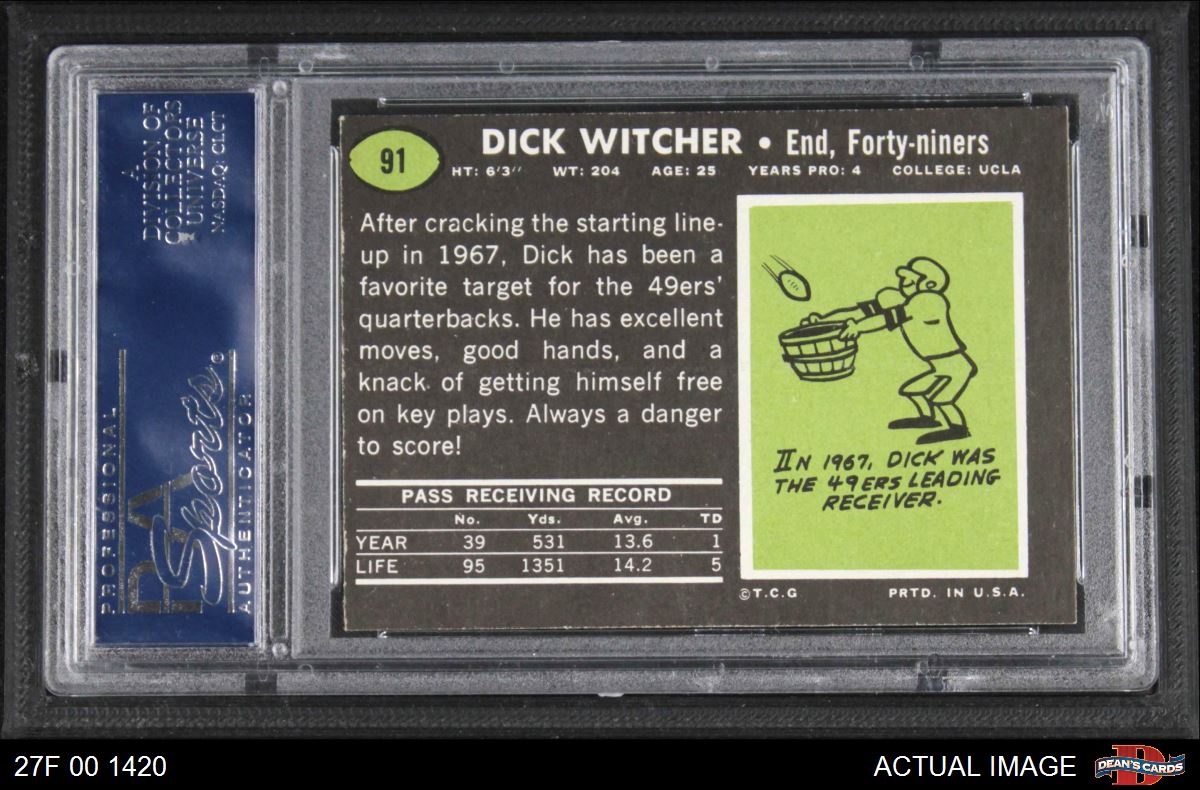 A
DIVISION OF
COLLECTORS
UNIVERSE
NASDAQ: CLCT
PROFESSIONAL
PSA
Sports®
AUTHENTICATOR
91
DICK WITCHER • End, Forty-niners
HT: 6'3'' WT: 204 AGE: 25 YEARS PRO: 4 COLLEGE: UCLA
After cracking the starting line-
up in 1967, Dick has been a
favorite target for the 49ers'
quarterbacks. He has excellent
moves, good hands, and a
knack of getting himself free
on key plays. Always a danger
to score!
PASS RECEIVING RECORD
No. Yds. Avg. TD
YEAR 39 531 13.6 1
LIFE 95 1351 14.2 5
IN 1967, DICK WAS
THE 49ERS LEADING
RECEIVER.
©T.C.G PRTD. IN U.S.A.
27F 00 1420
ACTUAL IMAGE
D
DEAN'S CARDS